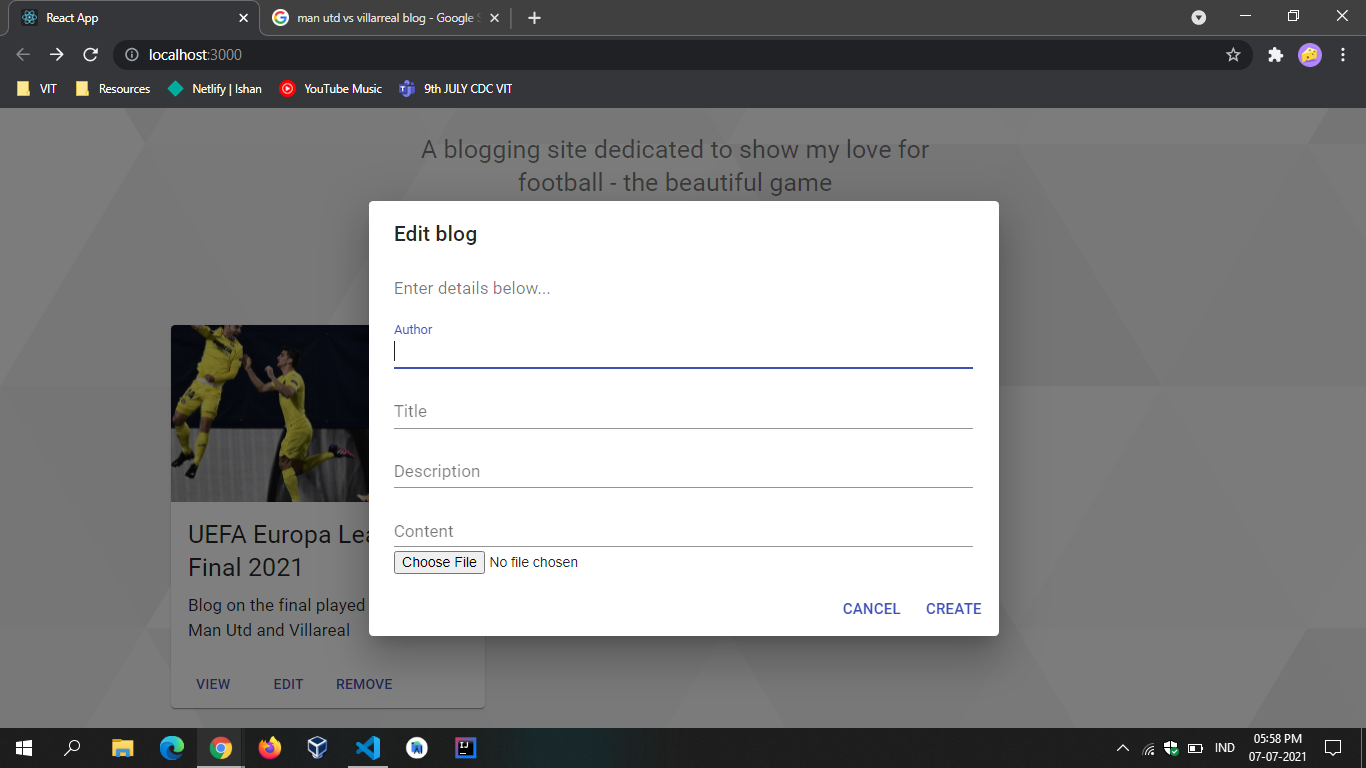 React App
man utd vs villarreal blog - Google S
localhost:3000
VIT
Resources
Netlify | Ishan
YouTube Music
9th JULY CDC VIT
A blogging site dedicated to show my love for
football - the beautiful game
Edit blog
Enter details below...
Author
Title
Description
Content
Choose File No file chosen
CANCEL
CREATE
UEFA Europa Lea
Final 2021
Blog on the final played
Man Utd and Villareal
VIEW
EDIT
REMOVE
IND
05:58 PM
07-07-2021